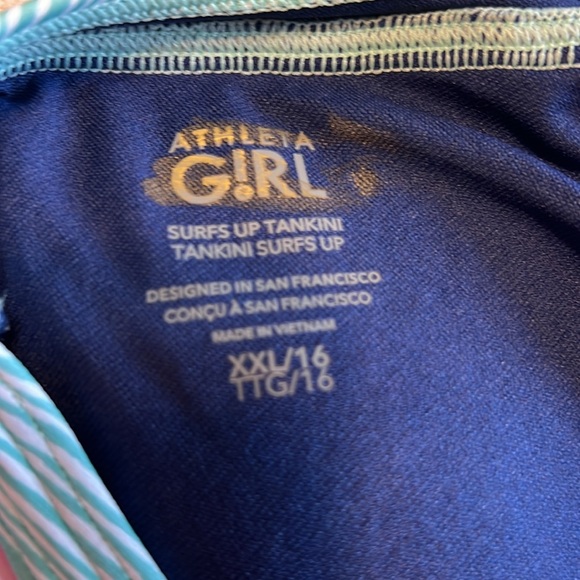 ATHLETA
G!RL
SURFS UP TANKINI
TANKINI SURFS UP
DESIGNED IN SAN FRANCISCO
CONÇU À SAN FRANCISCO
MADE IN VIETNAM
XXL/16
TTG/16